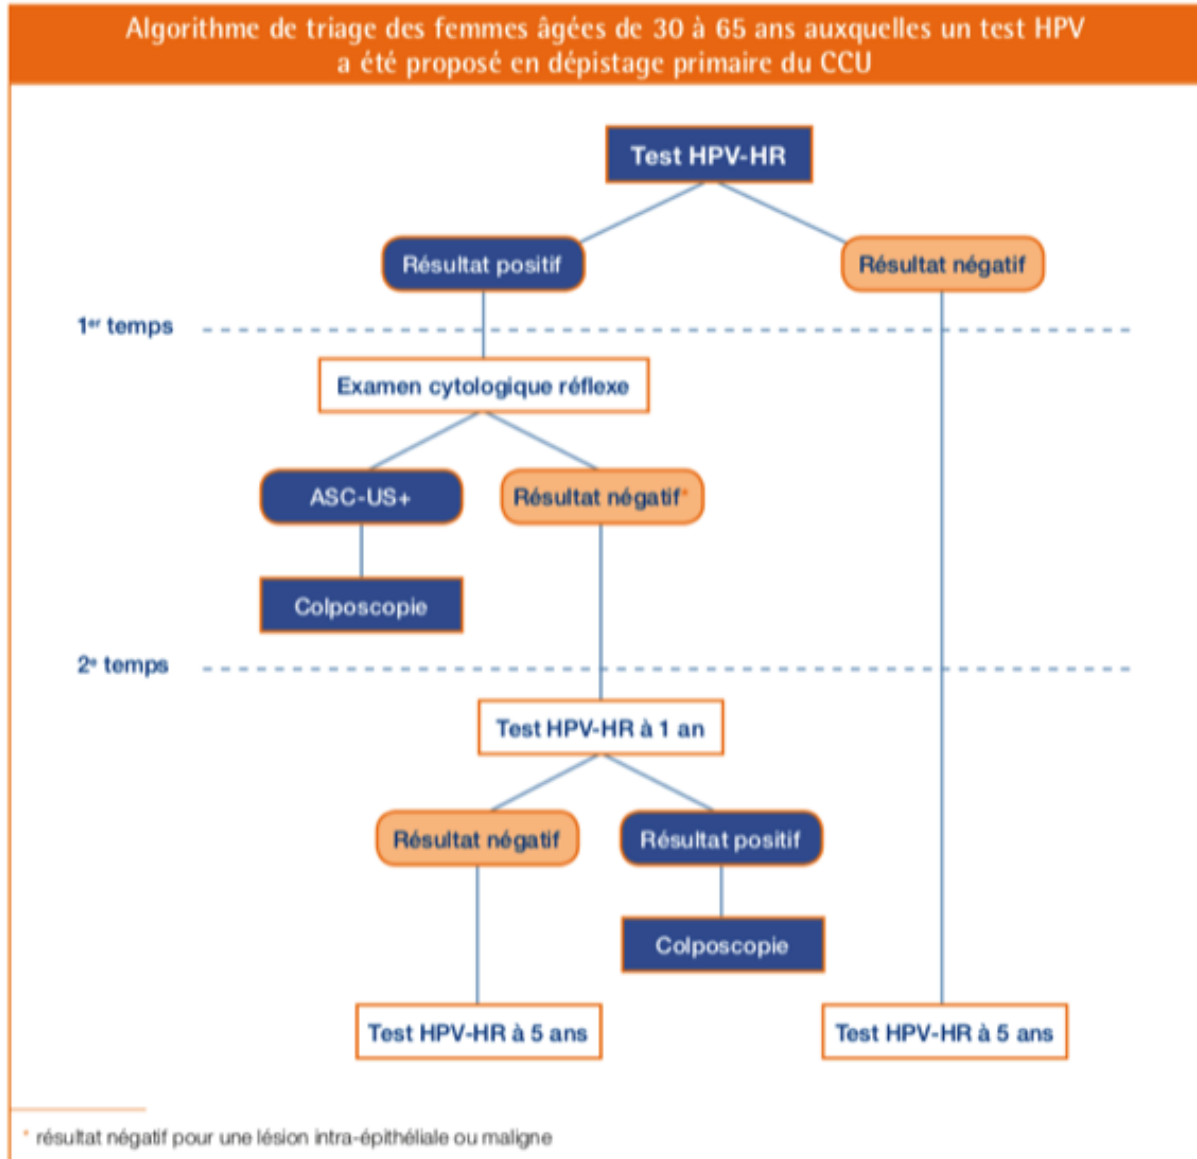 Algorithme de triage des femmes âgées de 30 à 65 ans auxquelles un test HPV
a été proposé en dépistage primaire du CCU
Test HPV-HR
Résultat positif
Résultat négatif
1er temps
Examen cytologique réflexe
ASC-US+
Résultat négatif*
Colposcopie
2e temps
Test HPV-HR à 1 an
Résultat négatif
Résultat positif
Colposcopie
Test HPV-HR à 5 ans
Test HPV-HR à 5 ans
* résultat négatif pour une lésion intra-épithéliale ou maligne